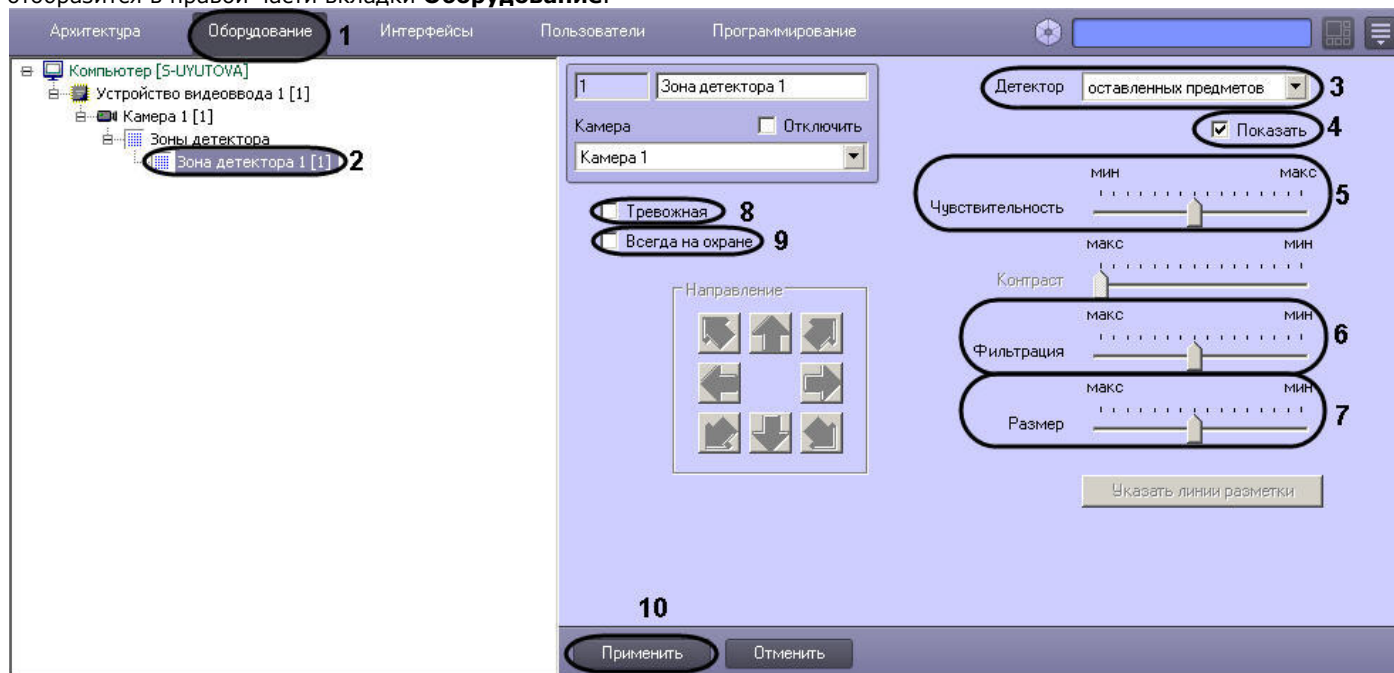 отобразится в правой части вкладки Оборудование.
Архитектура Оборудование 1 Интерфейсы Пользователи Программирование
Компьютер [S-UYUTOVA]
Устройство видеоввода 1 [1]
Камера 1 [1]
Зоны детектора
Зона детектора 1 [1] 2
1 Зона детектора 1
Камера Отключить
Камера 1
Тревожная 8
Всегда на охране 9
Направление
Детектор оставленных предметов 3
Показать 4
мин макс
Чувствительность 5
макс мин
Контраст
макс мин
Фильтрация 6
макс мин
Размер 7
Указать линии разметки
10
Применить Отменить